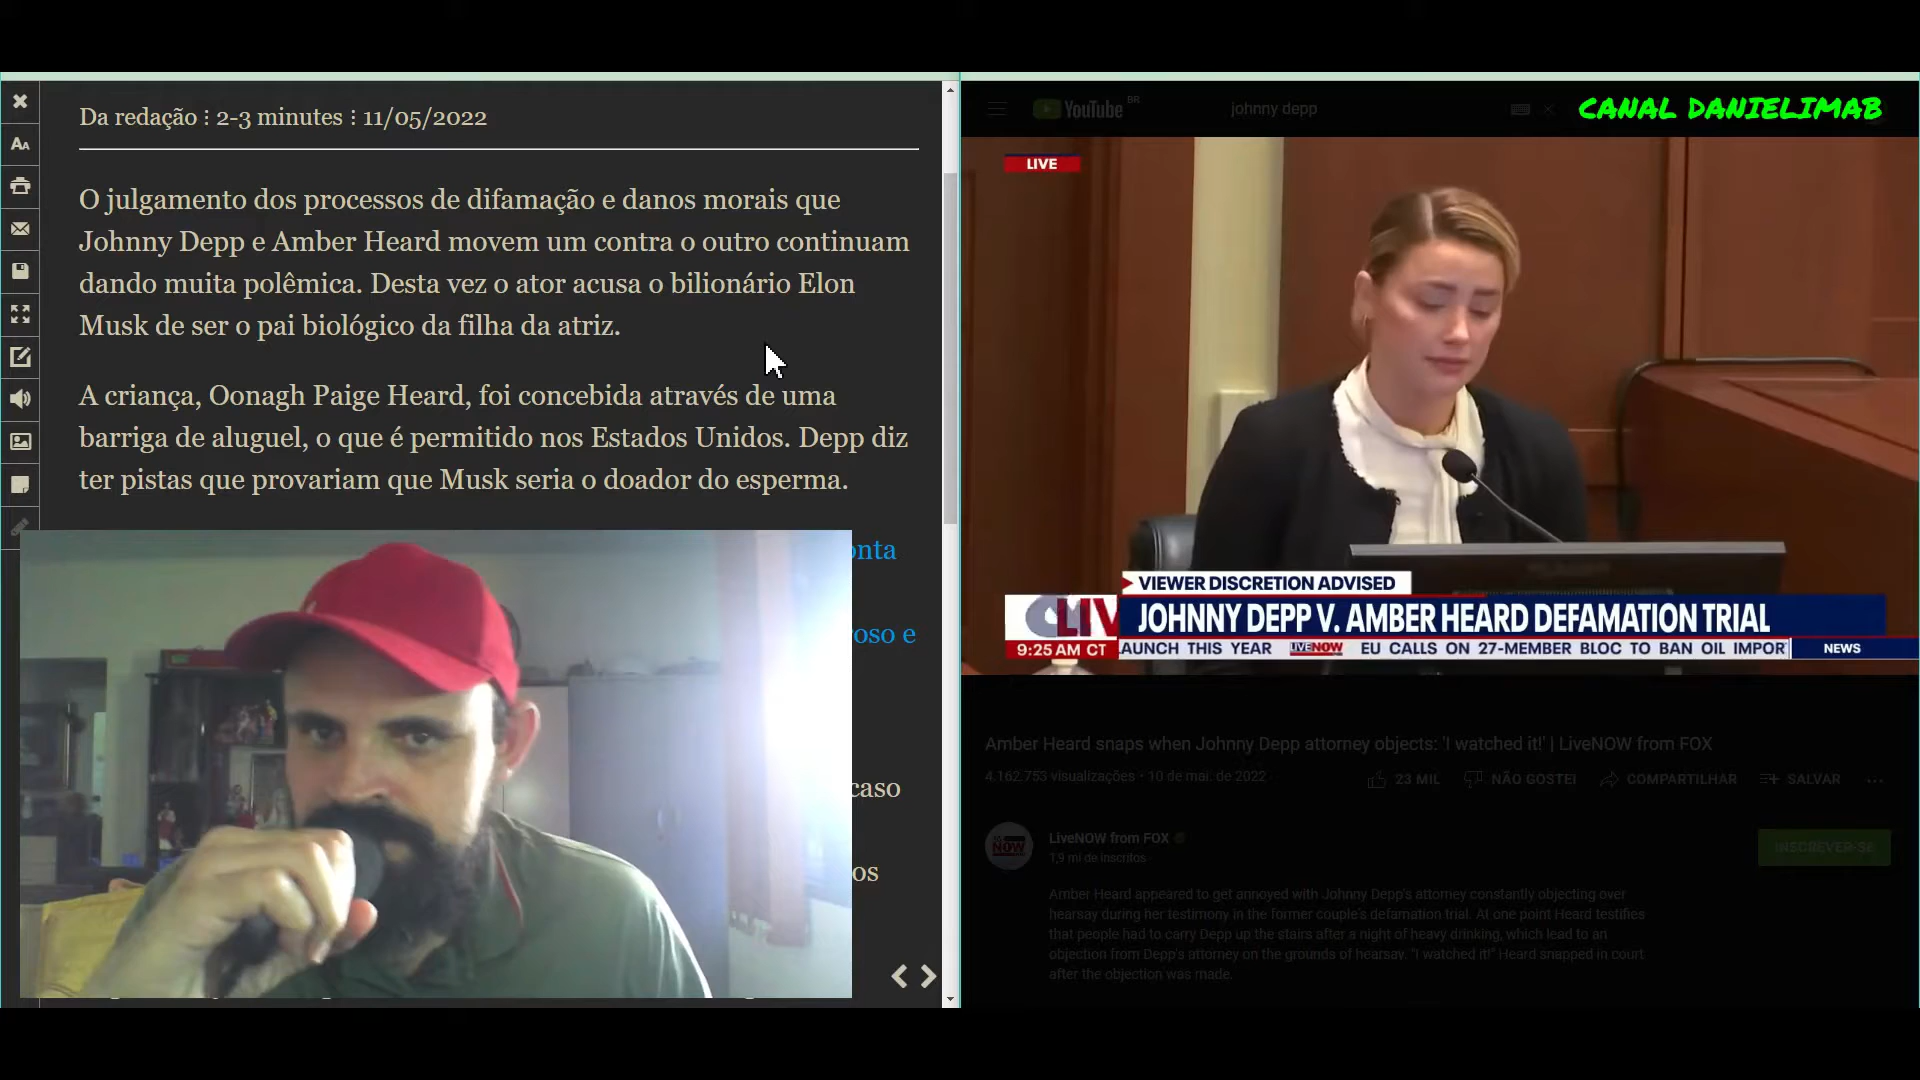 Da redação ⋮ 2-3 minutes ⋮ 11/05/2022
O julgamento dos processos de difamação e danos morais que
Johnny Depp e Amber Heard movem um contra o outro continuam
dando muita polêmica. Desta vez o ator acusa o bilionário Elon
Musk de ser o pai biológico da filha da atriz.
A criança, Oonagh Paige Heard, foi concebida através de uma
barriga de aluguel, o que é permitido nos Estados Unidos. Depp diz
ter pistas que provariam que Musk seria o doador do esperma.
onta
oso e
caso
os
YouTube BR
johnny depp
CANAL DANIELIMAB
LIVE
VIEWER DISCRETION ADVISED
LIV
JOHNNY DEPP V. AMBER HEARD DEFAMATION TRIAL
9:25 AM CT
AUNCH THIS YEAR LIVENOW EU CALLS ON 27-MEMBER BLOC TO BAN OIL IMPOR
NEWS
Amber Heard snaps when Johnny Depp attorney objects: 'I watched it!' | LiveNOW from FOX
4.162.753 visualizações • 10 de mai. de 2022
23 MIL
NÃO GOSTEI
COMPARTILHAR
SALVAR
...
NOW
LiveNOW from FOX
1,9 mi de inscritos
INSCREVER-SE
Amber Heard appeared to get annoyed with Johnny Depp's attorney constantly objecting over
hearsay during her testimony in the former couple's defamation trial. At one point Heard testifies
that people had to carry Depp up the stairs after a night of heavy drinking, which lead to an
objection from Depp's attorney on the grounds of hearsay. "I watched it!" Heard snapped in court
after the objection was made.